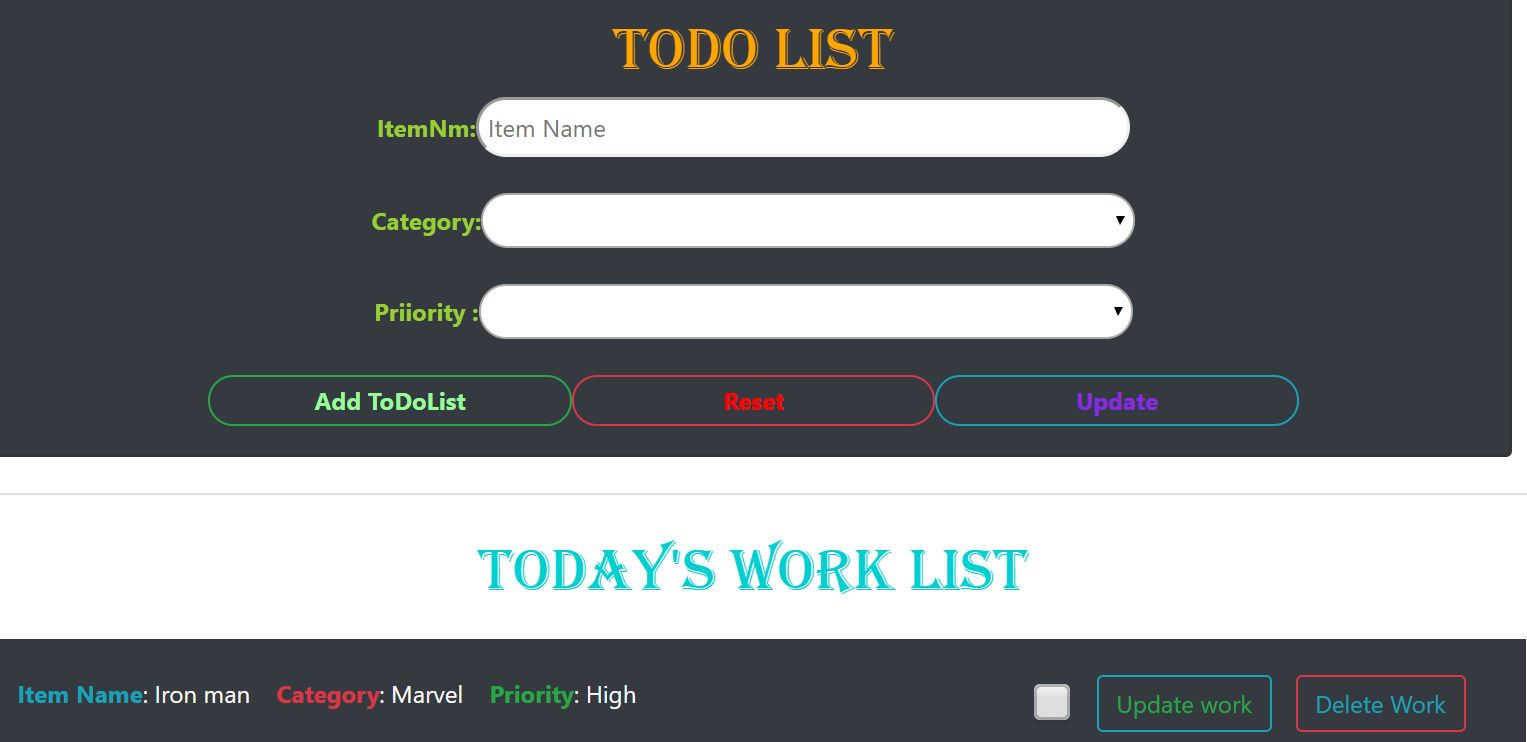 TODO LIST
ItemNm: Item Name
Category:
Priiority :
Add ToDoList Reset Update
TODAY'S WORK LIST
Item Name: Iron man Category: Marvel Priority: High Update work Delete Work